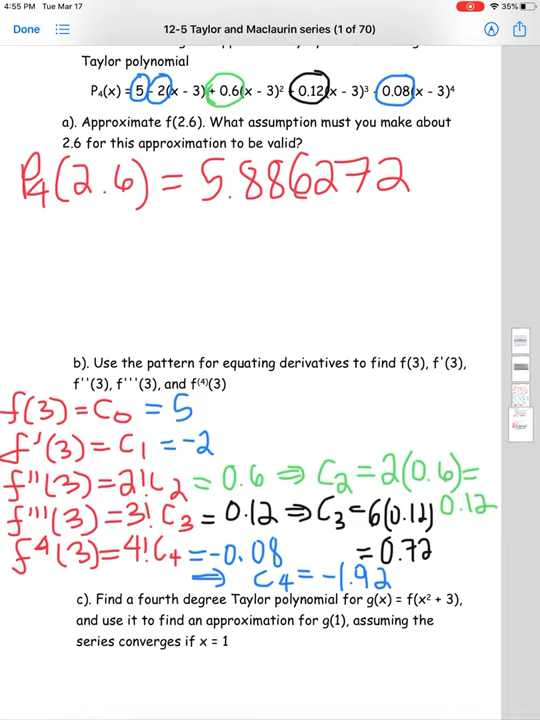 4:55 PM Tue Mar 17
35%
Done
12-5 Taylor and Maclaurin series (1 of 70)
Taylor polynomial
P₄(x) = 5 - 2(x - 3) + 0.6(x - 3)² - 0.12(x - 3)³ - 0.08(x - 3)⁴
a). Approximate f(2.6). What assumption must you make about
2.6 for this approximation to be valid?
P4(2.6) = 5.886272
b). Use the pattern for equating derivatives to find f(3), f'(3),
f''(3), f'''(3), and f⁽⁴⁾(3)
f(3) = C0 = 5
f'(3) = C1 = -2
f''(3) = 2! C2 = 0.6 ⇒ C2 = 2(0.6) =
0.12
f'''(3) = 3! C3 = 0.12 ⇒ C3 = 6(0.12)
= 0.72
f4(3) = 4! C4 = -0.08
⇒ C4 = -1.92
c). Find a fourth degree Taylor polynomial for g(x) = f(x² + 3),
and use it to find an approximation for g(1), assuming the
series converges if x = 1